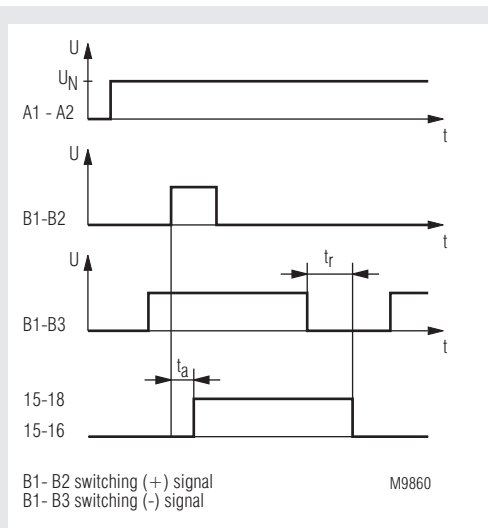 U
U_N
A1 - A2
t
U
B1-B2
t
U
t_r
B1-B3
t
t_a
15-18
15-16
B1- B2 switching (+) signal
M9860
B1- B3 switching (-) signal